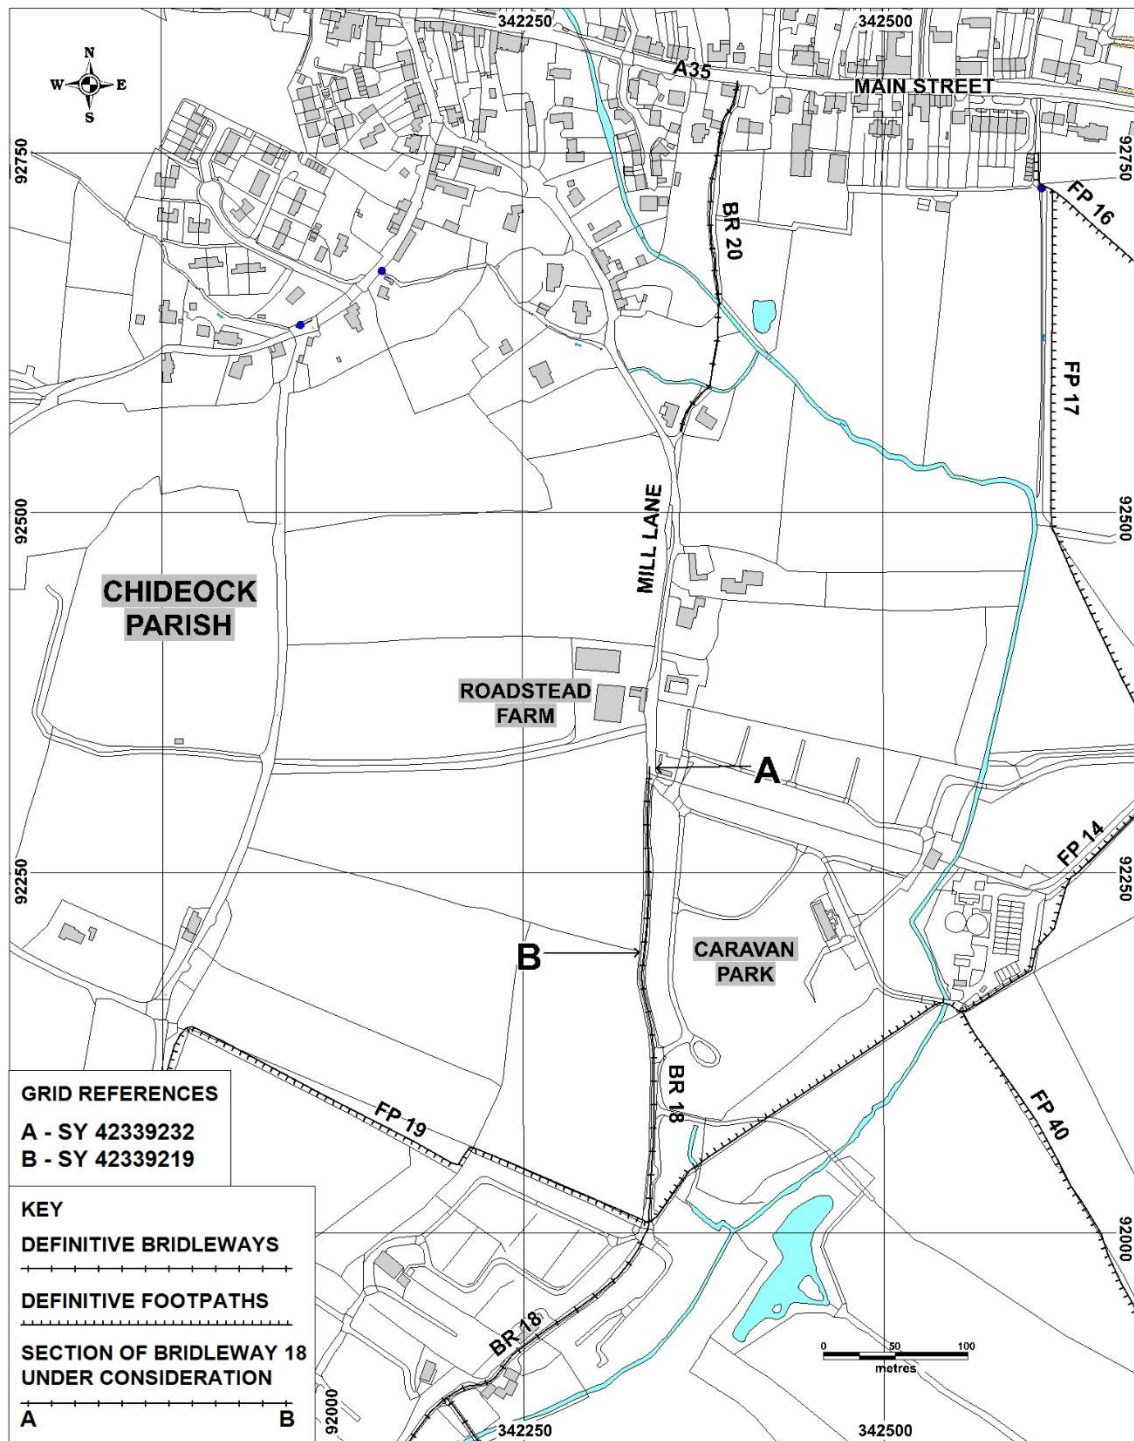 342250
342500
N
W E
S
A35
MAIN STREET
92750
92750
FP 16
BR 20
FP 17
92500
92500
MILL LANE
CHIDEOCK
PARISH
ROADSTEAD
FARM
A
92250
92250
FP 14
B
CARAVAN
PARK
BR 18
FP 19
FP 40
GRID REFERENCES
A - SY 42339232
B - SY 42339219
KEY
DEFINITIVE BRIDLEWAYS
DEFINITIVE FOOTPATHS
SECTION OF BRIDLEWAY 18
UNDER CONSIDERATION
A B
92000
92000
BR 18
0 50 100
metres
342250
342500